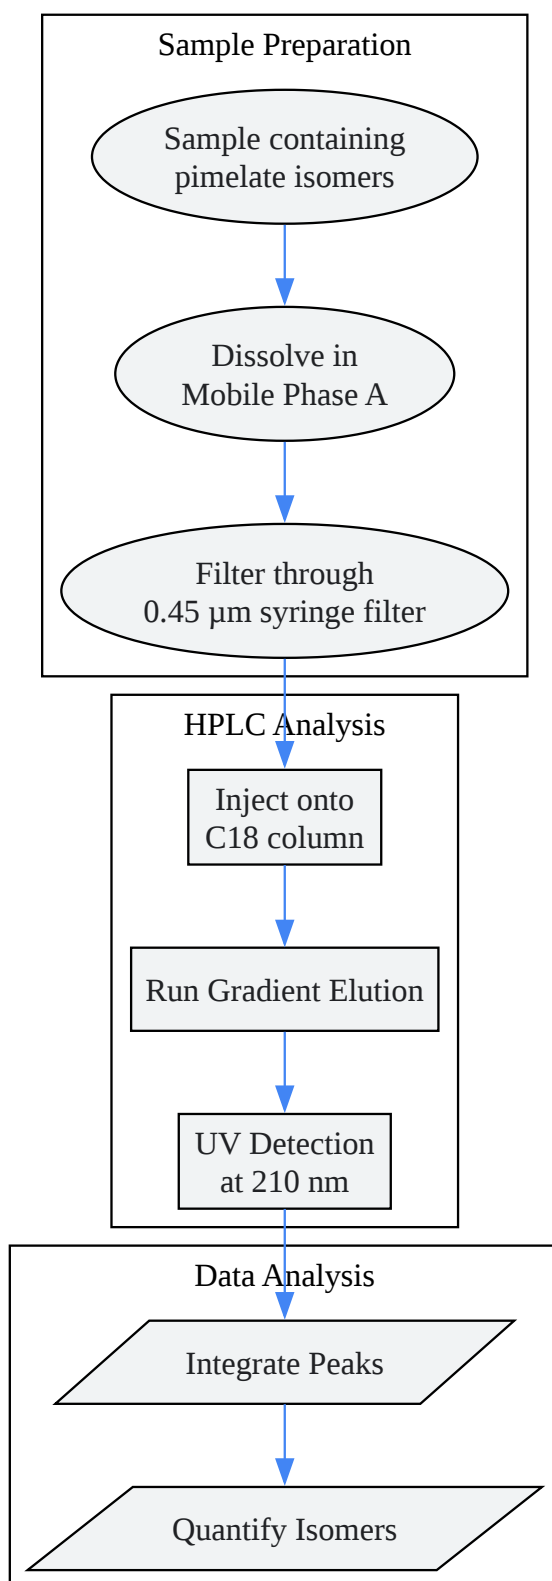 Sample Preparation
Sample containing
pimelate isomers
Dissolve in
Mobile Phase A
Filter through
0.45 µm syringe filter
HPLC Analysis
Inject onto
C18 column
Run Gradient Elution
UV Detection
at 210 nm
Data Analysis
Integrate Peaks
Quantify Isomers